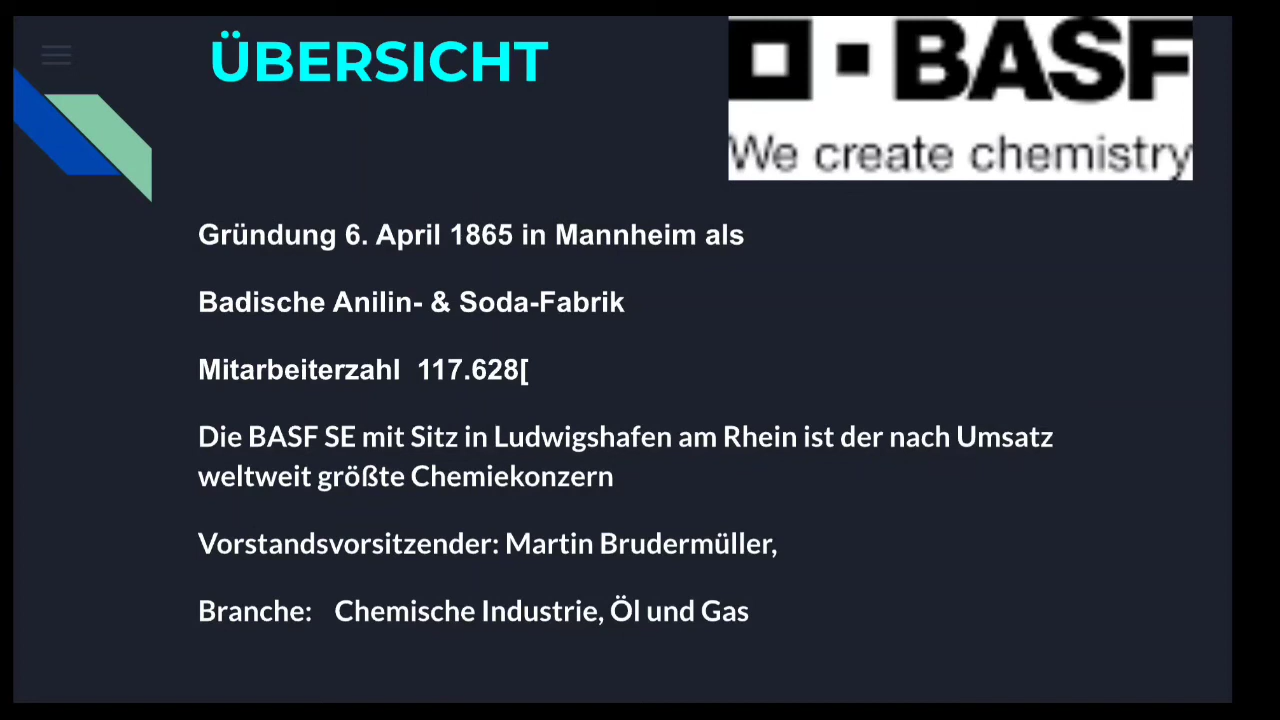 ÜBERSICHT
BASF
We create chemistry
Gründung 6. April 1865 in Mannheim als
Badische Anilin- & Soda-Fabrik
Mitarbeiterzahl 117.628[
Die BASF SE mit Sitz in Ludwigshafen am Rhein ist der nach Umsatz
weltweit größte Chemiekonzern
Vorstandsvorsitzender: Martin Brudermüller,
Branche: Chemische Industrie, Öl und Gas